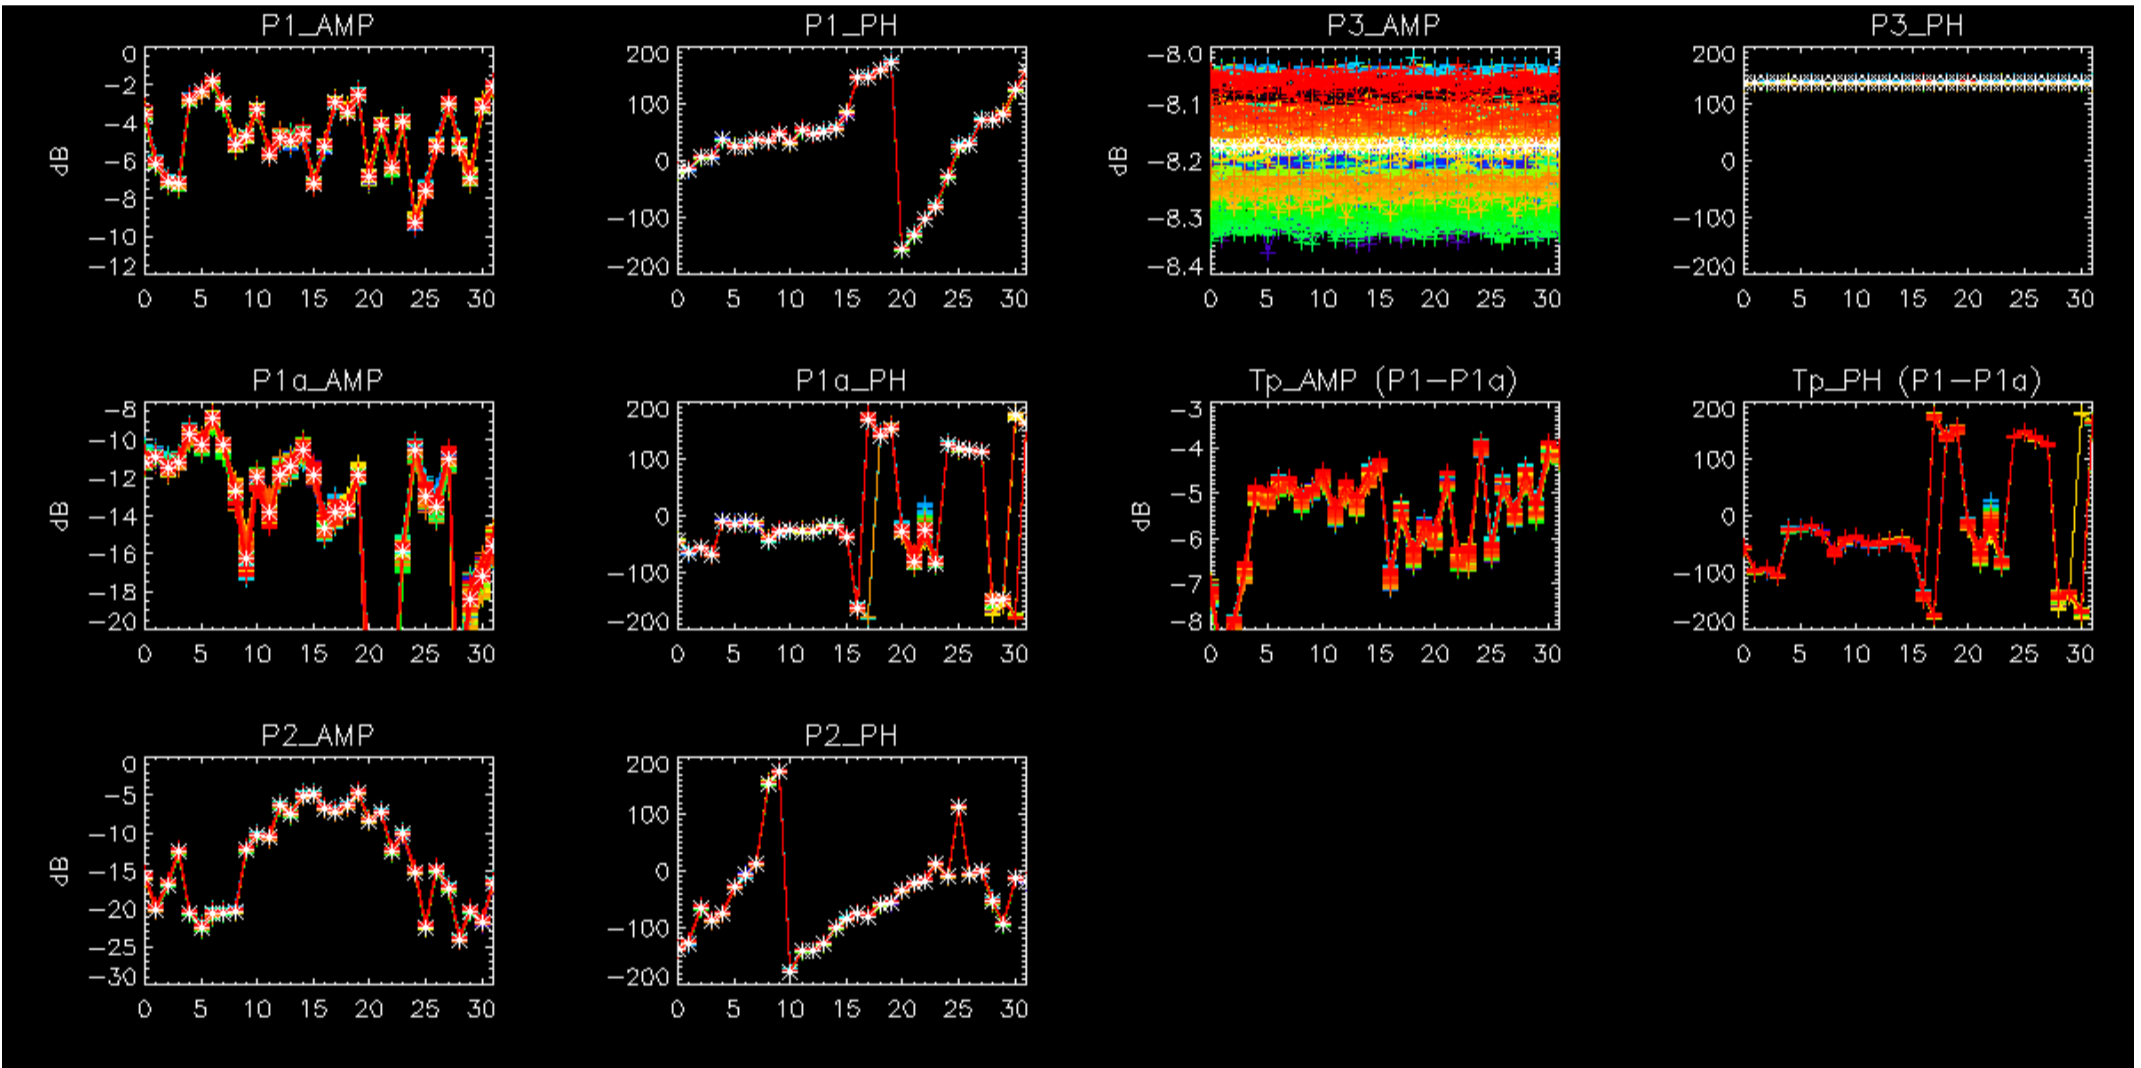 P1_AMP
P1_PH
P3_AMP
P3_PH
0
−2
−4
−6
−8
−10
−12
dB
0 5 10 15 20 25 30
200
100
0
−100
−200
0 5 10 15 20 25 30
−8.0
−8.1
−8.2
−8.3
−8.4
dB
0 5 10 15 20 25 30
200
100
0
−100
−200
0 5 10 15 20 25 30
P1a_AMP
P1a_PH
Tp_AMP (P1−P1a)
Tp_PH (P1−P1a)
−8
−10
−12
−14
−16
−18
−20
dB
0 5 10 15 20 25 30
200
100
0
−100
−200
0 5 10 15 20 25 30
−3
−4
−5
−6
−7
−8
dB
0 5 10 15 20 25 30
200
100
0
−100
−200
0 5 10 15 20 25 30
P2_AMP
P2_PH
0
−5
−10
−15
−20
−25
−30
dB
0 5 10 15 20 25 30
200
100
0
−100
−200
0 5 10 15 20 25 30